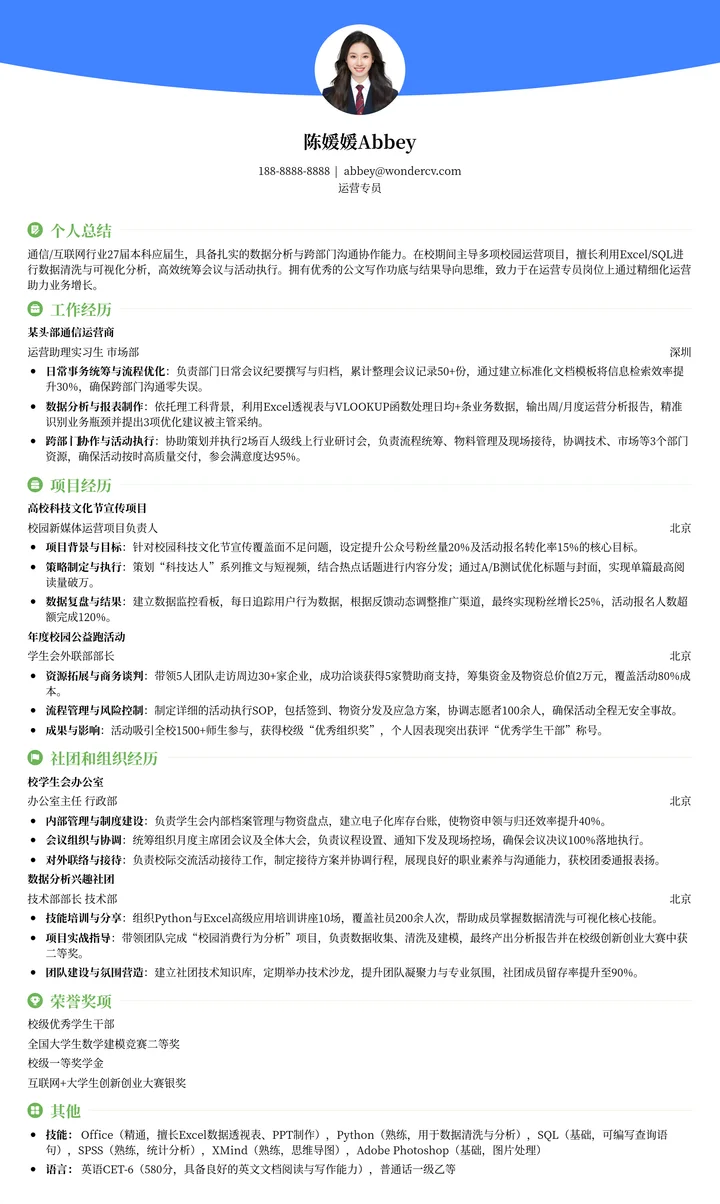 陈媛媛Abbey
188-8888-8888 | abbey@wondercv.com
运营专员
个人总结
通信/互联网行业27届本科应届生，具备扎实的数据分析与跨部门沟通协作能力。在校期间主导多项校园运营项目，擅长利用Excel/SQL进
行数据清洗与可视化分析，高效统筹会议与活动执行。拥有优秀的公文写作功底与结果导向思维，致力于在运营专员岗位上通过精细化运营
助力业务增长。
工作经历
某头部通信运营商
运营助理实习生 市场部 深圳
• 日常事务统筹与流程优化：负责部门日常会议纪要撰写与归档，累计整理会议记录50+份，通过建立标准化文档模板将信息检索效率提
升30%，确保跨部门沟通零失误。
• 数据分析与报表制作：依托理工科背景，利用Excel透视表与VLOOKUP函数处理日均+条业务数据，输出周/月度运营分析报告，精准
识别业务瓶颈并提出3项优化建议被主管采纳。
• 跨部门协作与活动执行：协助策划并执行2场百人级线上行业研讨会，负责流程统筹、物料管理及现场接待，协调技术、市场等3个部门
资源，确保活动按时高质量交付，参会满意度达95%。
项目经历
高校科技文化节宣传项目
校园新媒体运营项目负责人 北京
• 项目背景与目标：针对校园科技文化节宣传覆盖面不足问题，设定提升公众号粉丝量20%及活动报名转化率15%的核心目标。
• 策略制定与执行：策划“科技达人”系列推文与短视频，结合热点话题进行内容分发；通过A/B测试优化标题与封面，实现单篇最高阅
读量破万。
• 数据复盘与结果：建立数据监控看板，每日追踪用户行为数据，根据反馈动态调整推广渠道，最终实现粉丝增长25%，活动报名人数超
额完成120%。
年度校园公益跑活动
学生会外联部部长 北京
• 资源拓展与商务谈判：带领5人团队走访周边30+家企业，成功洽谈获得5家赞助商支持，筹集资金及物资总价值2万元，覆盖活动80%成
本。
• 流程管理与风险控制：制定详细的活动执行SOP，包括签到、物资分发及应急方案，协调志愿者100余人，确保活动全程无安全事故。
• 成果与影响：活动吸引全校1500+师生参与，获得校级“优秀组织奖”，个人因表现突出获评“优秀学生干部”称号。
社团和组织经历
校学生会办公室
办公室主任 行政部 北京
• 内部管理与制度建设：负责学生会内部档案管理与物资盘点，建立电子化库存台账，使物资申领与归还效率提升40%。
• 会议组织与协调：统筹组织月度主席团会议及全体大会，负责议程设置、通知下发及现场控场，确保会议决议100%落地执行。
• 对外联络与接待：负责校际交流活动接待工作，制定接待方案并协调行程，展现良好的职业素养与沟通能力，获校团委通报表扬。
数据分析兴趣社团
技术部部长 技术部 北京
• 技能培训与分享：组织Python与Excel高级应用培训讲座10场，覆盖社员200余人次，帮助成员掌握数据清洗与可视化核心技能。
• 项目实战指导：带领团队完成“校园消费行为分析”项目，负责数据收集、清洗及建模，最终产出分析报告并在校级创新创业大赛中获
二等奖。
• 团队建设与氛围营造：建立社团技术知识库，定期举办技术沙龙，提升团队凝聚力与专业氛围，社团成员留存率提升至90%。
荣誉奖项
校级优秀学生干部
全国大学生数学建模竞赛二等奖
校级一等奖学金
互联网+大学生创新创业大赛银奖
其他
• 技能： Office（精通，擅长Excel数据透视表、PPT制作），Python（熟练，用于数据清洗与分析），SQL（基础，可编写查询语
句），SPSS（熟练，统计分析），XMind（熟练，思维导图），Adobe Photoshop（基础，图片处理）
• 语言： 英语CET-6（580分，具备良好的英文文档阅读与写作能力），普通话一级乙等